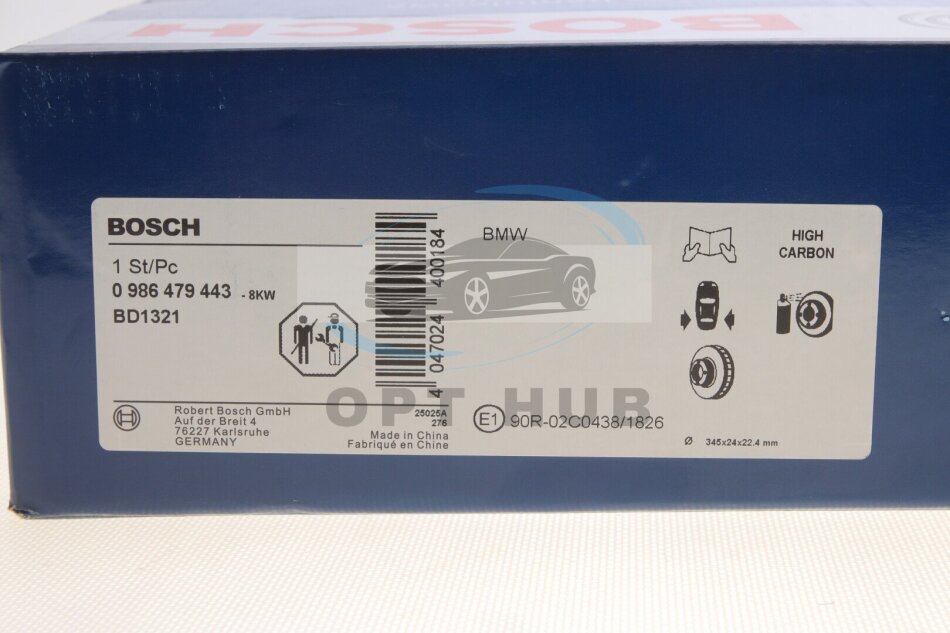 BOSCH
BOSCH
1 St/Pc
0 986 479 443 - 8KW
BD1321
4 047024 400184
BMW
HIGH
CARBON
OPT HUB
Robert Bosch GmbH
Auf der Breit 4
76227 Karlsruhe
GERMANY
25025A
276
Made in China
Fabriqué en Chine
E1 90R-02C0438/1826
Ø 345x24x22.4 mm